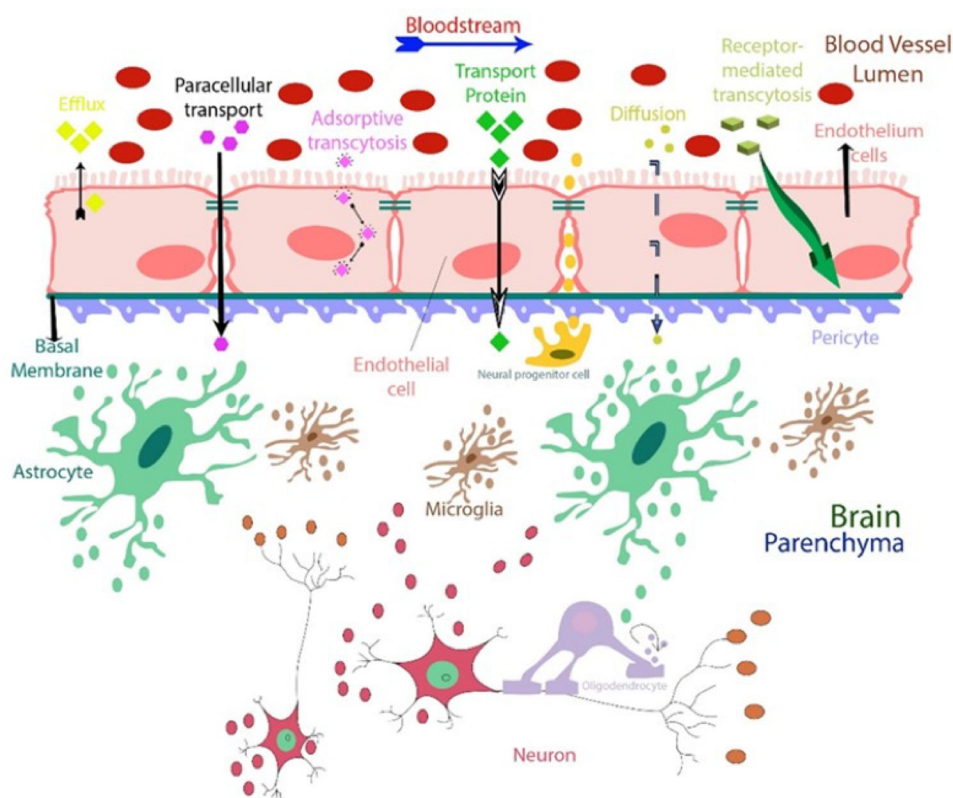 Bloodstream
Efflux
Paracellular
transport
Adsorptive
transcytosis
Transport
Protein
Diffusion
Receptor-
mediated
transcytosis
Blood Vessel
Lumen
Endothelium
cells
Basal
Membrane
Endothelial
cell
Neural progenitor cell
Pericyte
Astrocyte
Microglia
Brain
Parenchyma
Oligodendrocyte
Neuron